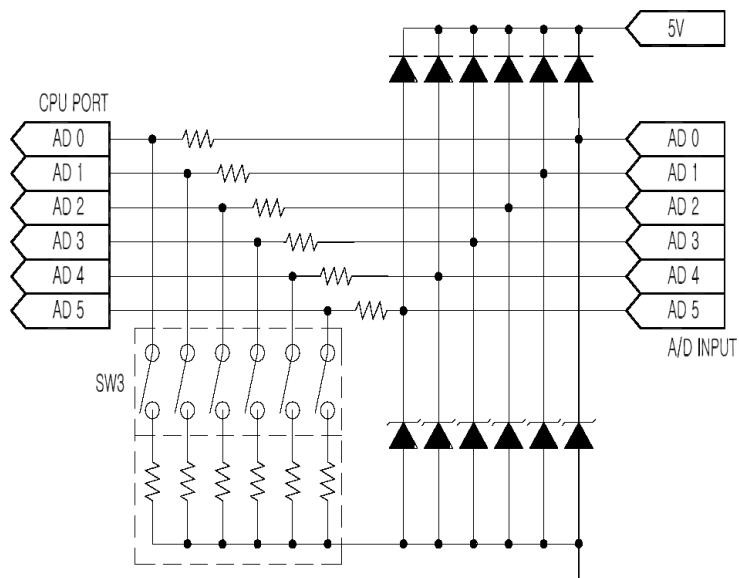 5V
CPU PORT
AD 0 AD 0
AD 1 AD 1
AD 2 AD 2
AD 3 AD 3
AD 4 AD 4
AD 5 AD 5
A/D INPUT
SW3